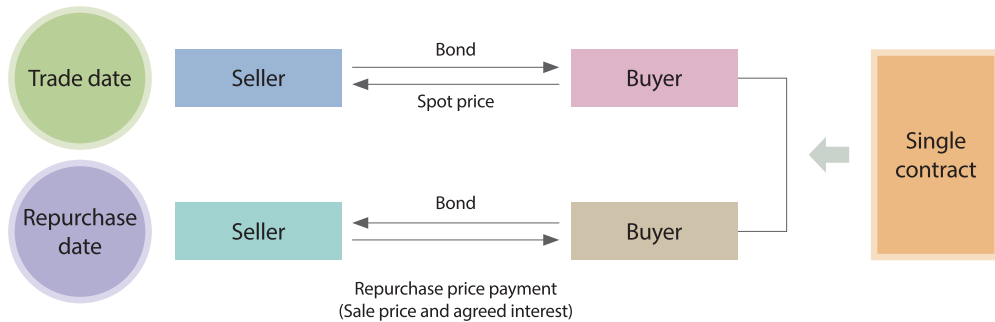 Trade date
Seller
Bond
Spot price
Buyer
Single
contract
Repurchase
date
Seller
Bond
Buyer
Repurchase price payment
(Sale price and agreed interest)